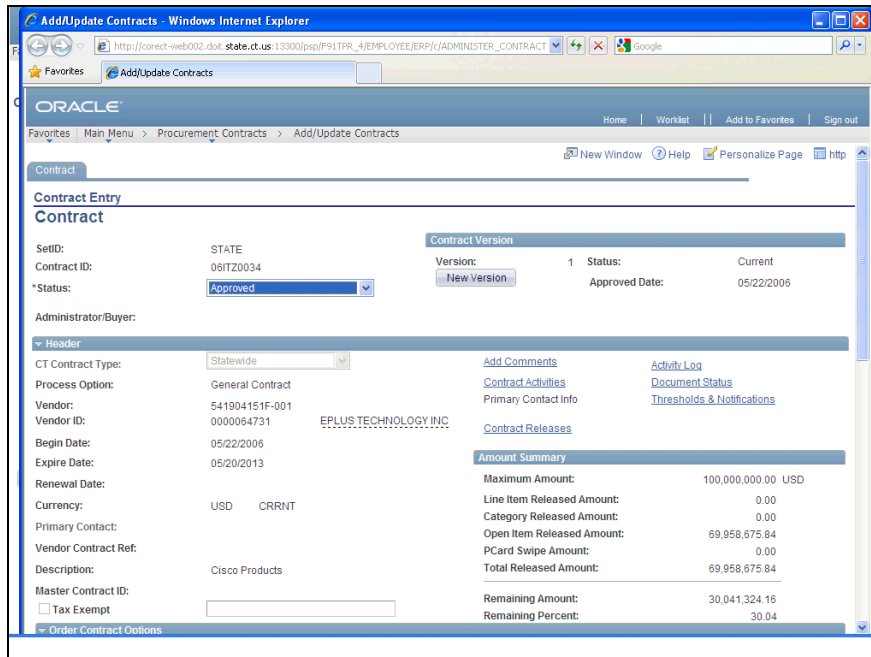 Add/Update Contracts - Windows Internet Explorer
http://corect-web002.doit.state.ct.us:13300/psp/F91TPR_4/EMPLOYEE/ERP/c/ADMINISTER_CONTRACT
Google
Favorites
Add/Update Contracts
ORACLE
Home | Worklist || Add to Favorites | Sign out
Favorites | Main Menu > Procurement Contracts > Add/Update Contracts
New Window Help Personalize Page http
Contract
Contract Entry
Contract
Contract Version
SetID: STATE
Version: 1 Status: Current
Contract ID: 06ITZ0034
New Version
Approved Date: 05/22/2006
*Status: Approved
Administrator/Buyer:
Header
CT Contract Type: Statewide
Add Comments
Activity Log
Process Option: General Contract
Contract Activities
Document Status
Vendor: 541904151F-001
Primary Contact Info
Thresholds & Notifications
Vendor ID: 0000064731 EPLUS TECHNOLOGY INC
Contract Releases
Begin Date: 05/22/2006
Expire Date: 05/20/2013
Amount Summary
Renewal Date:
Maximum Amount: 100,000,000.00 USD
Currency: USD CRRNT
Line Item Released Amount: 0.00
Category Released Amount: 0.00
Primary Contact:
Open Item Released Amount: 69,958,675.84
Vendor Contract Ref:
PCard Swipe Amount: 0.00
Description: Cisco Products
Total Released Amount: 69,958,675.84
Master Contract ID:
Remaining Amount: 30,041,324.16
Tax Exempt
Remaining Percent: 30.04
Order Contract Options